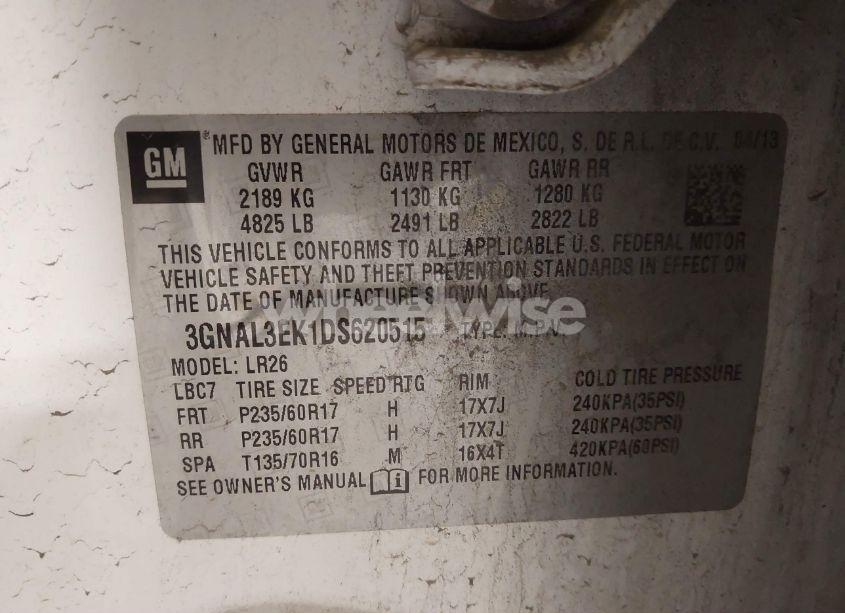 GM
® MFD BY GENERAL MOTORS DE MEXICO, S. DE R.L. DE C.V. 04/13
GVWR GAWR FRT GAWR RR
2189 KG 1130 KG 1280 KG
4825 LB 2491 LB 2822 LB
THIS VEHICLE CONFORMS TO ALL APPLICABLE U.S. FEDERAL MOTOR
VEHICLE SAFETY AND THEFT PREVENTION STANDARDS IN EFFECT ON
THE DATE OF MANUFACTURE SHOWN ABOVE.
wheelwise
3GNAL3EK1DS620515 TYPE: M.P.V.
MODEL: LR26
LBC7 TIRE SIZE SPEED RTG RIM COLD TIRE PRESSURE
FRT P235/60R17 H 17X7J 240KPA(35PSI)
RR P235/60R17 H 17X7J 240KPA(35PSI)
SPA T135/70R16 M 16X4T 420KPA(60PSI)
SEE OWNER'S MANUAL i FOR MORE INFORMATION.